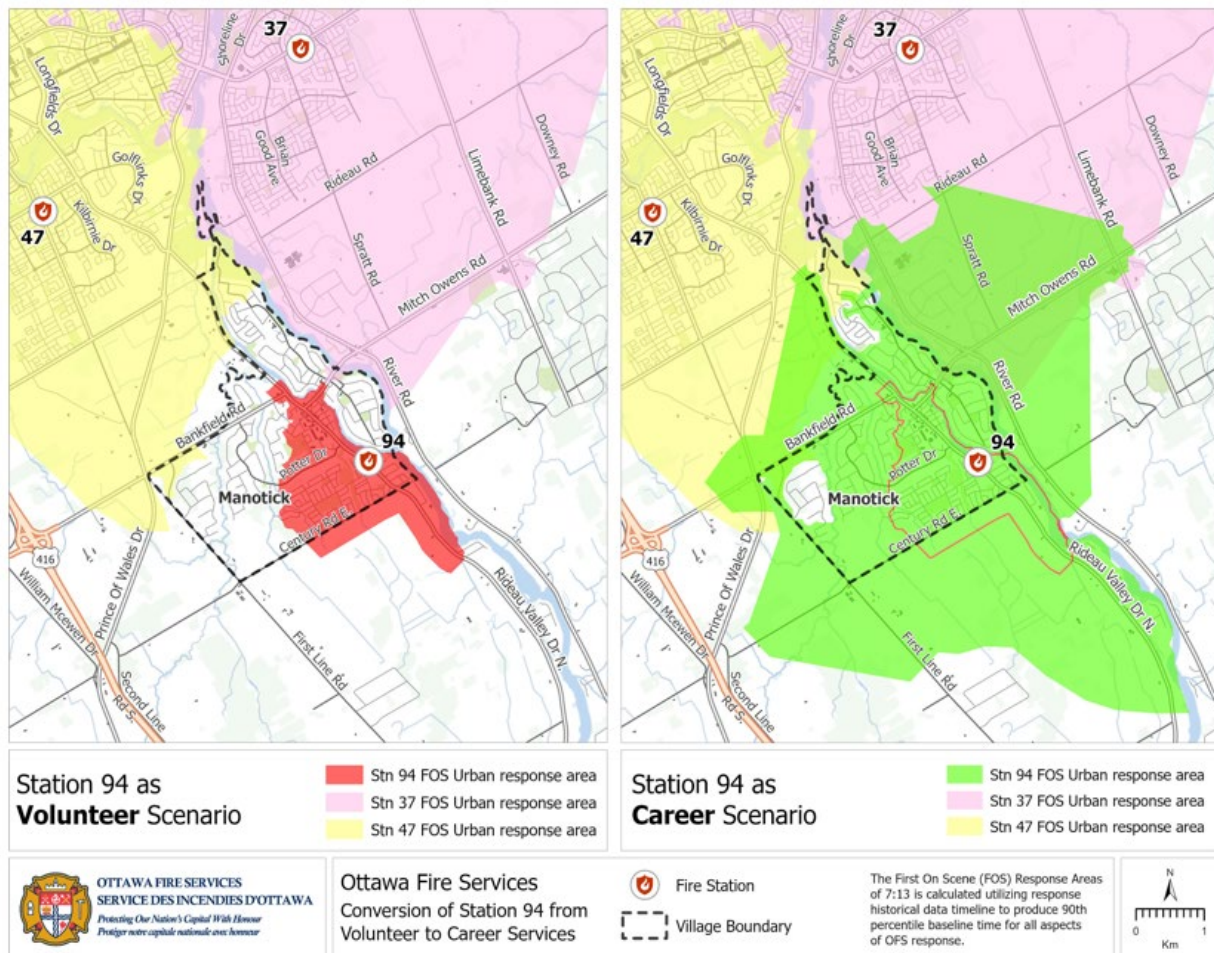 37
Shoreline
Dr
Longfields Dr
Golflinks Dr
Brian
Good Ave
Rideau Rd
Limebank Rd
Downey Rd
47
Kilbirnie Dr
Spratt Rd
Mitch Owens Rd
River Rd
Bankfield Rd
94
Potter Dr
Manotick
Century Rd E.
416
Prince Of Wales Dr
William Mcewen Dr
Rideau Valley Dr N.
First Line Rd
Second Line
Rd S.
37
Shoreline
Dr
Longfields Dr
Golflinks Dr
Brian
Good Ave
Rideau Rd
Limebank Rd
Downey Rd
47
Kilbirnie Dr
Spratt Rd
Mitch Owens Rd
River Rd
Bankfield Rd
94
Potter Dr
Manotick
Century Rd E.
416
Prince Of Wales Dr
William Mcewen Dr
Rideau Valley Dr N.
First Line Rd
Second Line
Rd S.
Station 94 as
Volunteer Scenario
Stn 94 FOS Urban response area
Stn 37 FOS Urban response area
Stn 47 FOS Urban response area
Station 94 as
Career Scenario
Stn 94 FOS Urban response area
Stn 37 FOS Urban response area
Stn 47 FOS Urban response area
OTTAWA FIRE SERVICES
SERVICE DES INCENDIES D'OTTAWA
Protecting Our Nation's Capital With Honour
Protéger notre capitale nationale avec honneur
Ottawa Fire Services
Conversion of Station 94 from
Volunteer to Career Services
Fire Station
Village Boundary
The First On Scene (FOS) Response Areas
of 7:13 is calculated utilizing response
historical data timeline to produce 90th
percentile baseline time for all aspects
of OFS response.
N
0 1
Km